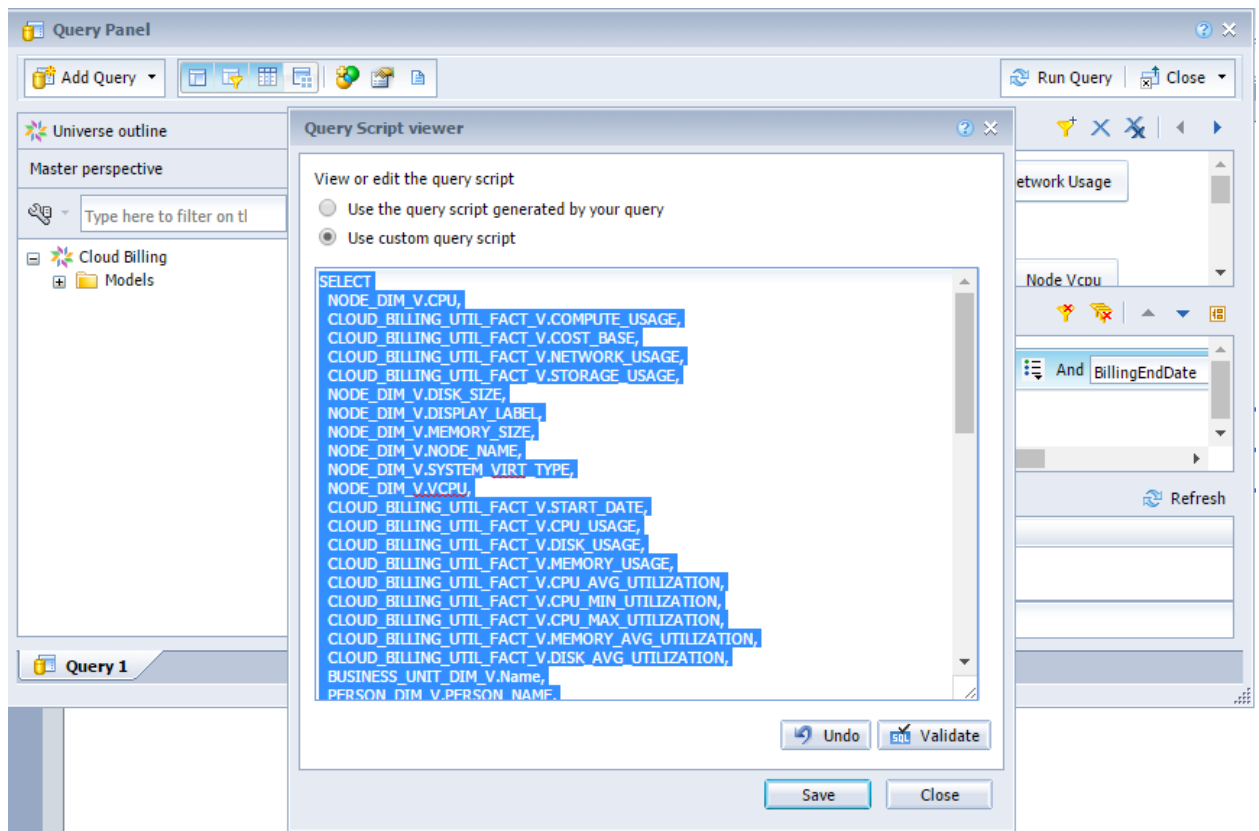 Query Panel
Add Query
Run Query
Close
Universe outline
Master perspective
Type here to filter on tl
Cloud Billing
Models
Query Script viewer
View or edit the query script
Use the query script generated by your query
Use custom query script
SELECT
NODE_DIM_V.CPU,
CLOUD_BILLING_UTIL_FACT_V.COMPUTE_USAGE,
CLOUD_BILLING_UTIL_FACT_V.COST_BASE,
CLOUD_BILLING_UTIL_FACT_V.NETWORK_USAGE,
CLOUD_BILLING_UTIL_FACT_V.STORAGE_USAGE,
NODE_DIM_V.DISK_SIZE,
NODE_DIM_V.DISPLAY_LABEL,
NODE_DIM_V.MEMORY_SIZE,
NODE_DIM_V.NODE_NAME,
NODE_DIM_V.SYSTEM_VIRT_TYPE,
NODE_DIM_V.VCPU,
CLOUD_BILLING_UTIL_FACT_V.START_DATE,
CLOUD_BILLING_UTIL_FACT_V.CPU_USAGE,
CLOUD_BILLING_UTIL_FACT_V.DISK_USAGE,
CLOUD_BILLING_UTIL_FACT_V.MEMORY_USAGE,
CLOUD_BILLING_UTIL_FACT_V.CPU_AVG_UTILIZATION,
CLOUD_BILLING_UTIL_FACT_V.CPU_MIN_UTILIZATION,
CLOUD_BILLING_UTIL_FACT_V.CPU_MAX_UTILIZATION,
CLOUD_BILLING_UTIL_FACT_V.MEMORY_AVG_UTILIZATION,
CLOUD_BILLING_UTIL_FACT_V.DISK_AVG_UTILIZATION,
BUSINESS_UNIT_DIM_V.Name,
PERSON_DIM_V.PERSON_NAME,
Undo
SQL
Validate
Save
Close
etwork Usage
Node Vcpu
And
BillingEndDate
Refresh
Query 1